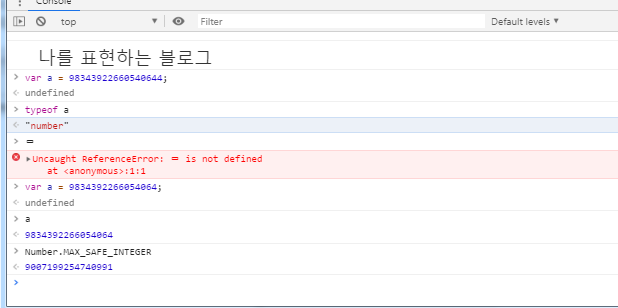 Console
top
Filter
Default levels
나를 표현하는 블로그
> var a = 98343922660540644;
< undefined
> typeof a
< "number"
> ㅡ
Uncaught ReferenceError: ㅡ is not defined
at <anonymous>:1:1
> var a = 9834392266054064;
< undefined
> a
< 9834392266054064
> Number.MAX_SAFE_INTEGER
< 9007199254740991
>